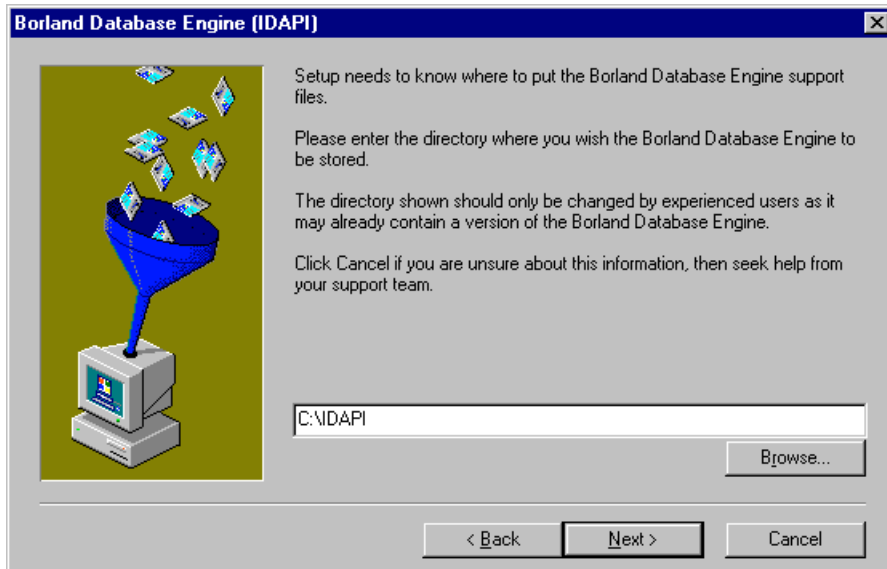 Borland Database Engine (IDAPI)
Setup needs to know where to put the Borland Database Engine support
files.
Please enter the directory where you wish the Borland Database Engine to
be stored.
The directory shown should only be changed by experienced users as it
may already contain a version of the Borland Database Engine.
Click Cancel if you are unsure about this information, then seek help from
your support team.
C:\IDAPI
Browse...
< Back
Next >
Cancel